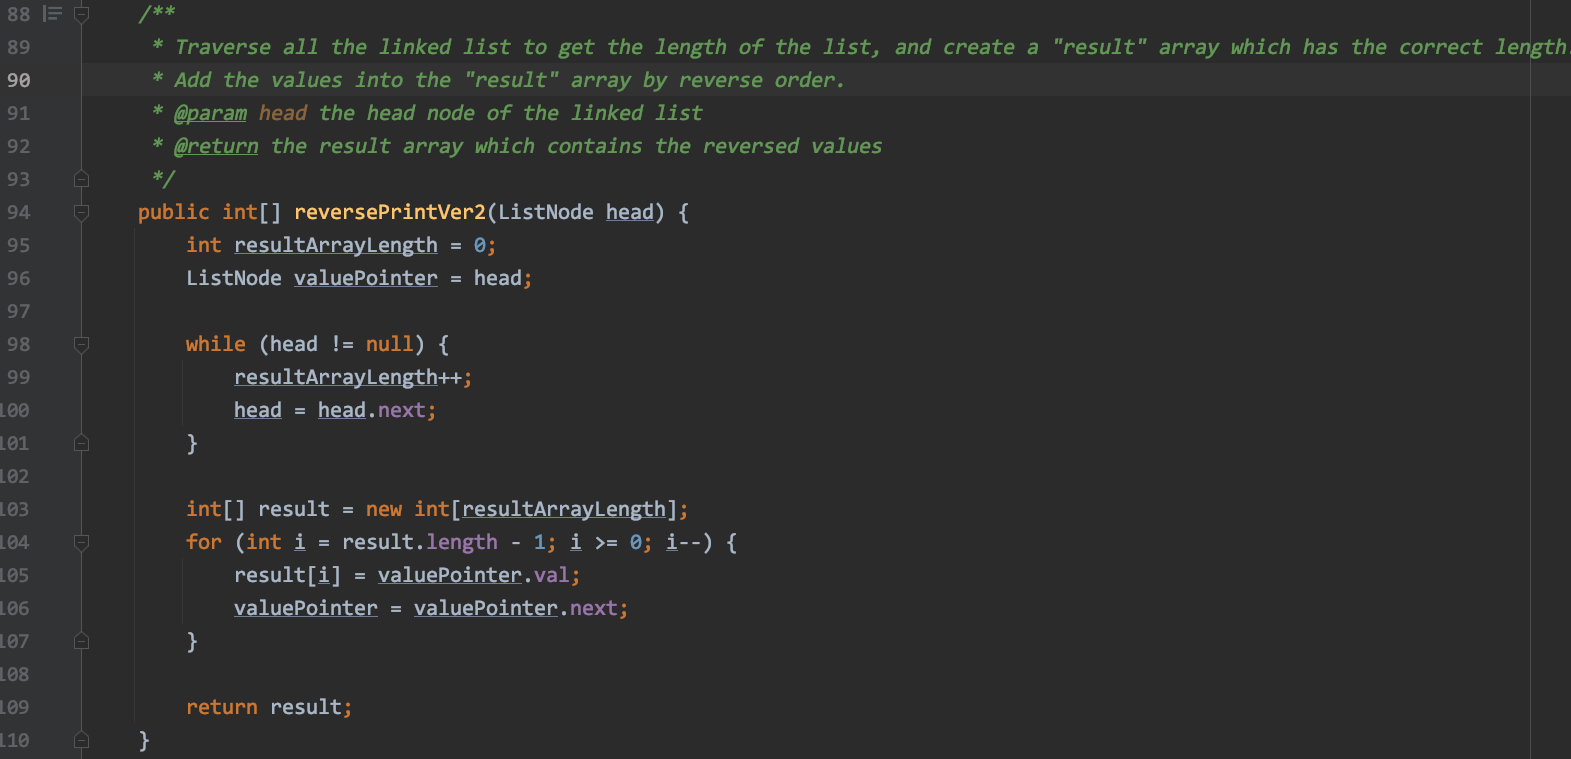 88 /**
89 * Traverse all the linked list to get the length of the list, and create a "result" array which has the correct length.
90 * Add the values into the "result" array by reverse order.
91 * @param head the head node of the linked list
92 * @return the result array which contains the reversed values
93 */
94 public int[] reversePrintVer2(ListNode head) {
95 int resultArrayLength = 0;
96 ListNode valuePointer = head;
97
98 while (head != null) {
99 resultArrayLength++;
100 head = head.next;
101 }
102
103 int[] result = new int[resultArrayLength];
104 for (int i = result.length - 1; i >= 0; i--) {
105 result[i] = valuePointer.val;
106 valuePointer = valuePointer.next;
107 }
108
109 return result;
110 }